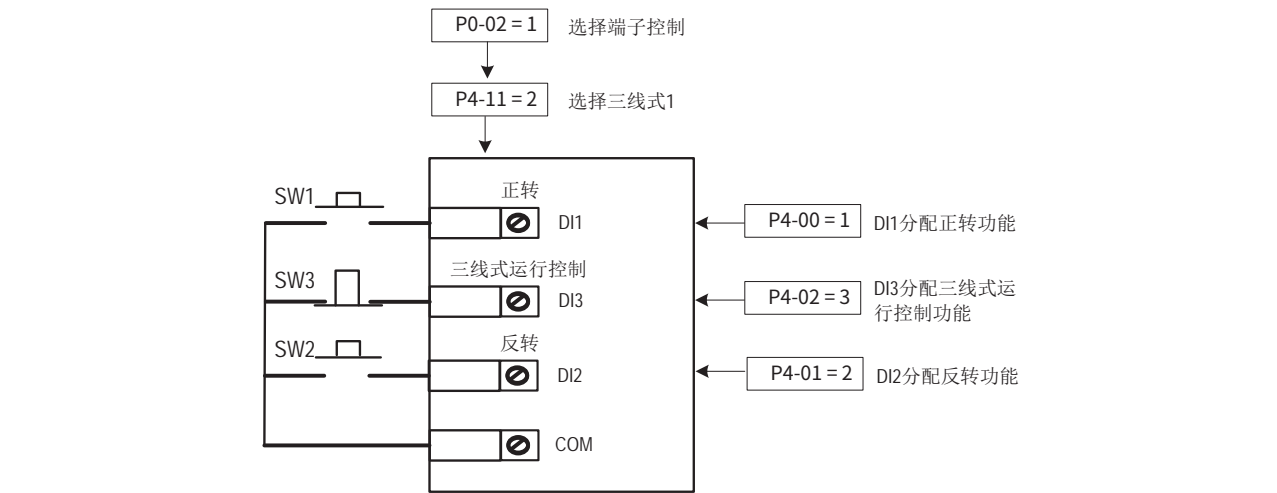 P0-02 = 1 选择端子控制
P4-11 = 2 选择三线式1
正转
SW1
DI1
P4-00 = 1 DI1分配正转功能
三线式运行控制
SW3
DI3
P4-02 = 3
DI3分配三线式运
行控制功能
反转
SW2
DI2
P4-01 = 2 DI2分配反转功能
COM